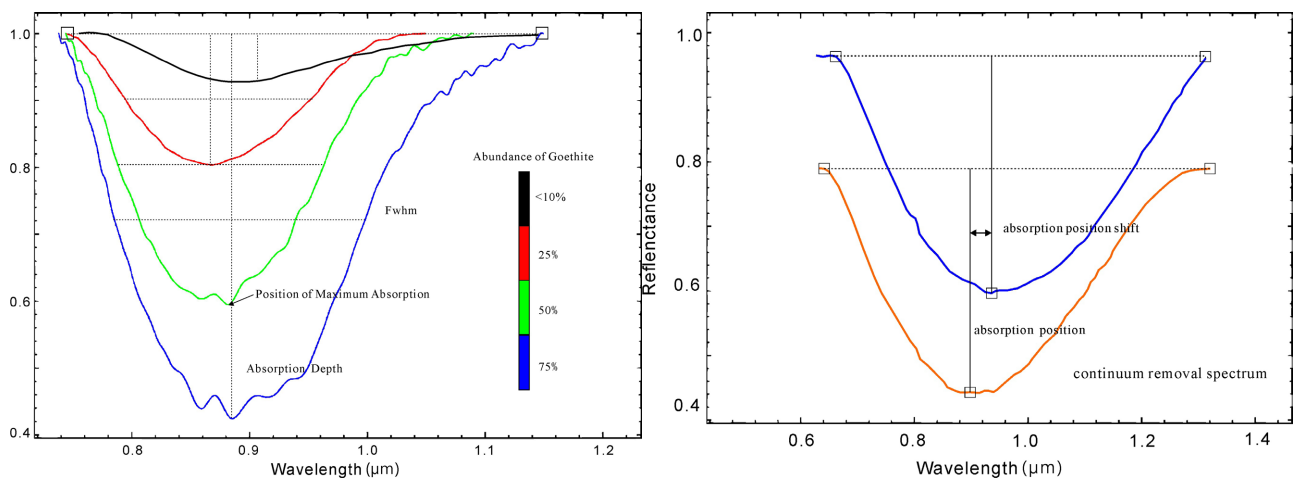 1.0
0.9
0.8
0.6
0.4
0.8
0.9
1.0
1.1
1.2
Wavelength (µm)
Abundance of Goethite
<10%
25%
50%
75%
Fwhm
Position of Maximum Absorption
Absorption Depth
Reflenctance
1.0
0.8
0.6
0.4
0.6
0.8
1.0
1.2
1.4
Wavelength (µm)
absorption position shift
absorption position
continuum removal spectrum